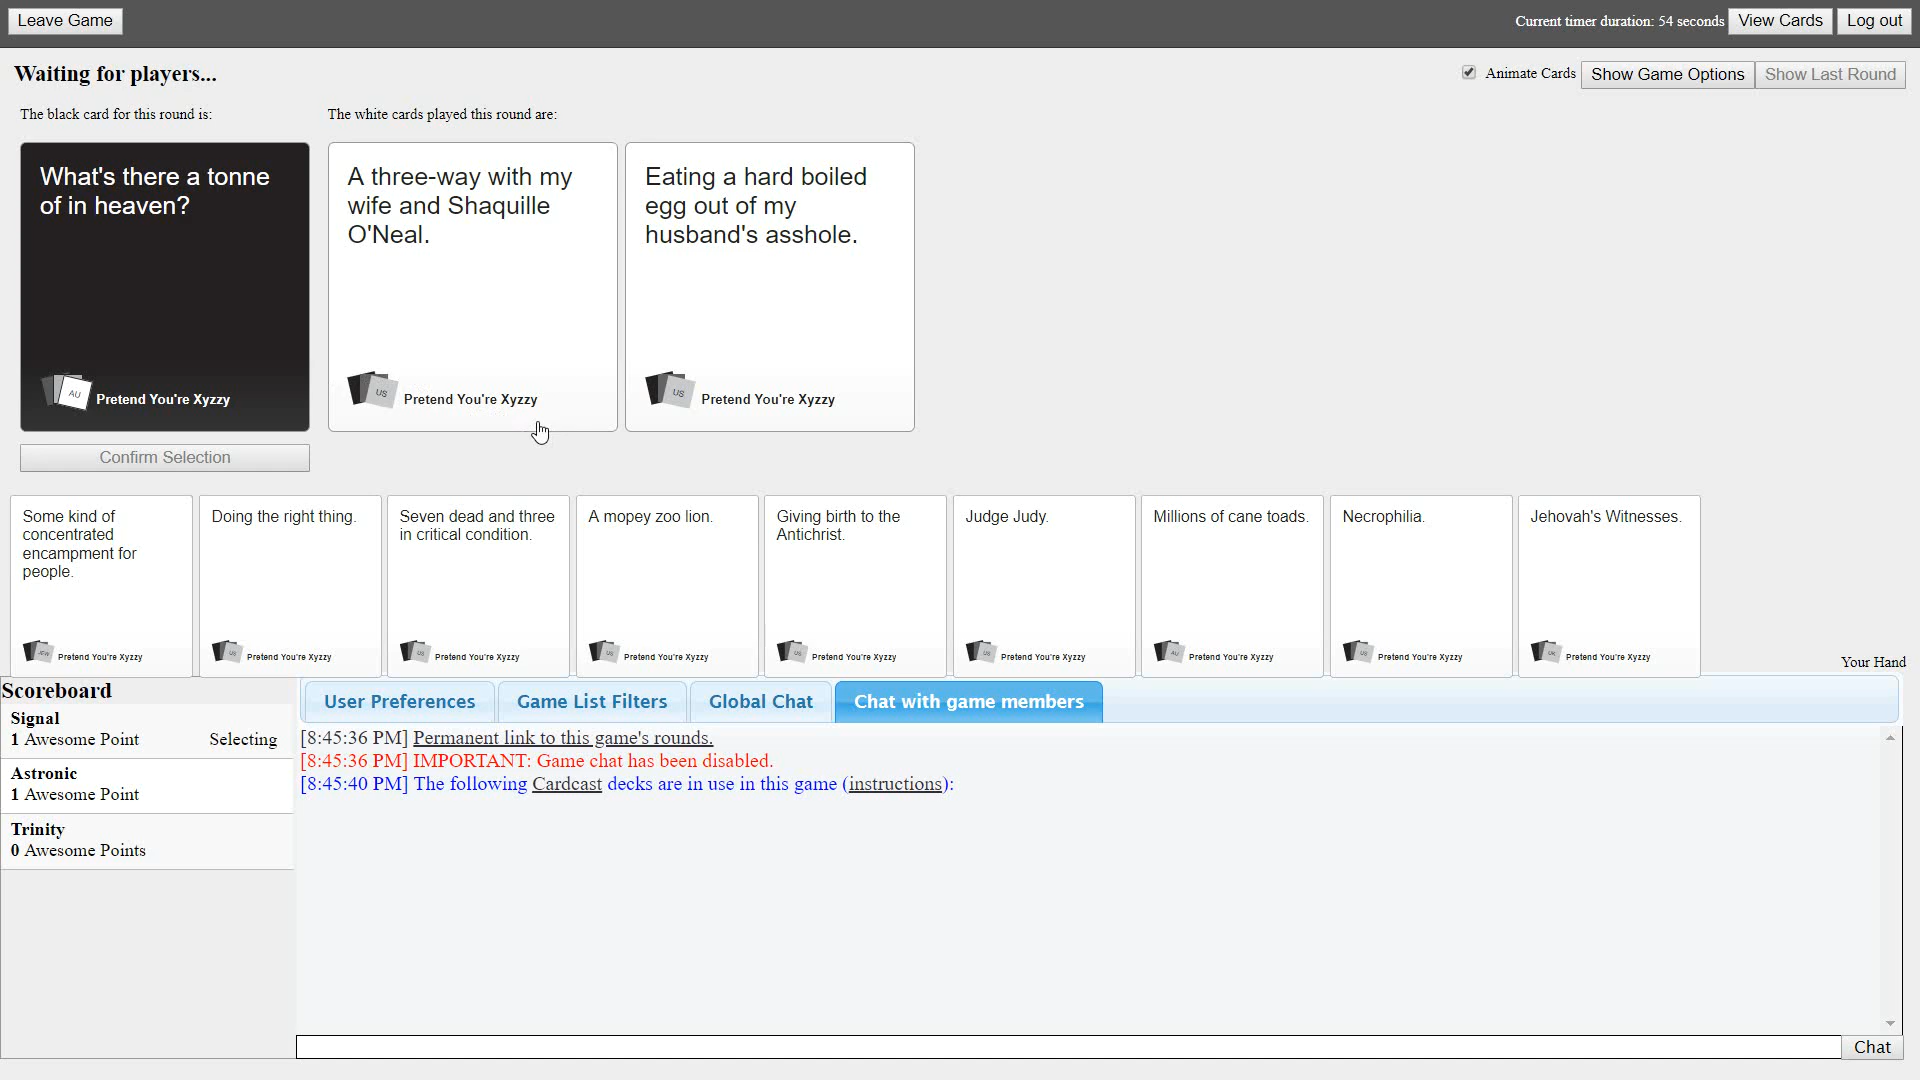 Leave Game
Current timer duration: 54 seconds
View Cards
Log out
Waiting for players...
Animate Cards
Show Game Options
Show Last Round
The black card for this round is:
The white cards played this round are:
What's there a tonne
of in heaven?
AU
Pretend You're Xyzzy
A three-way with my
wife and Shaquille
O'Neal.
US
Pretend You're Xyzzy
Eating a hard boiled
egg out of my
husband's asshole.
US
Pretend You're Xyzzy
Confirm Selection
Some kind of
concentrated
encampment for
people.
JEW
Pretend You're Xyzzy
Doing the right thing.
US
Pretend You're Xyzzy
Seven dead and three
in critical condition.
US
Pretend You're Xyzzy
A mopey zoo lion.
US
Pretend You're Xyzzy
Giving birth to the
Antichrist.
US
Pretend You're Xyzzy
Judge Judy.
US
Pretend You're Xyzzy
Millions of cane toads.
AU
Pretend You're Xyzzy
Necrophilia.
US
Pretend You're Xyzzy
Jehovah's Witnesses.
UK
Pretend You're Xyzzy
Your Hand
Scoreboard
Signal
1 Awesome Point
Selecting
Astronic
1 Awesome Point
Trinity
0 Awesome Points
User Preferences
Game List Filters
Global Chat
Chat with game members
[8:45:36 PM] Permanent link to this game's rounds.
[8:45:36 PM] IMPORTANT: Game chat has been disabled.
[8:45:40 PM] The following Cardcast decks are in use in this game (instructions):
Chat